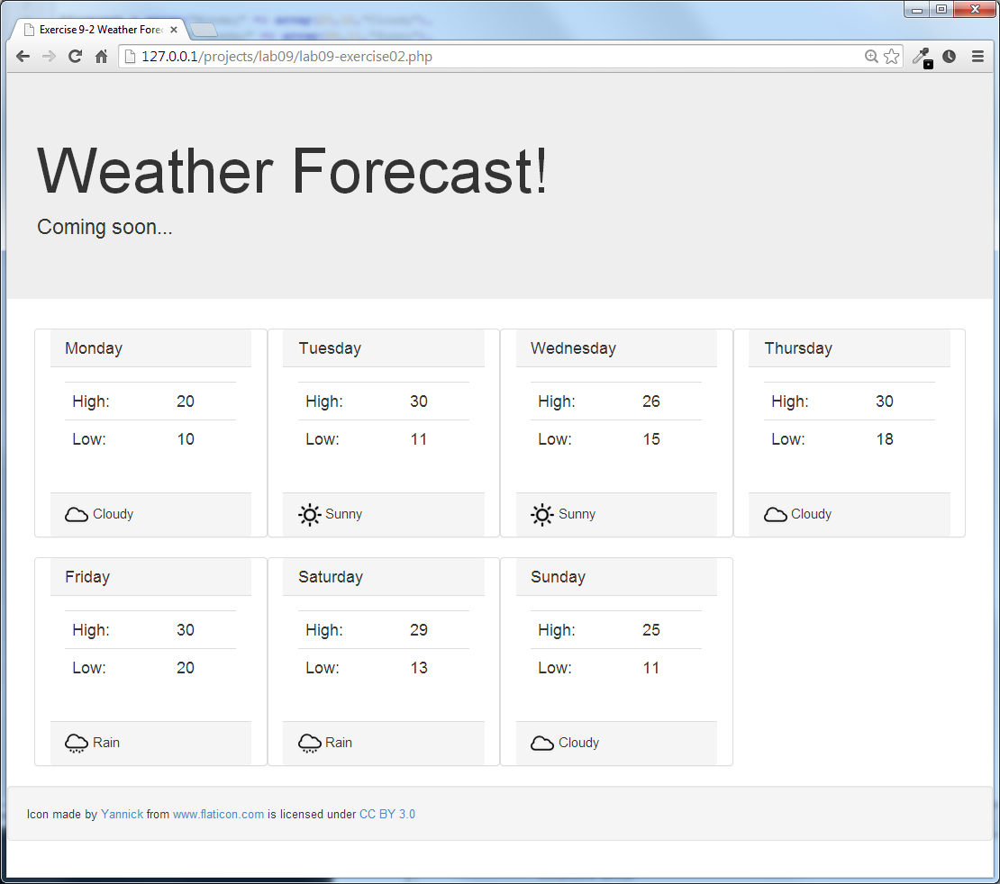 Exercise 9-2 Weather Forec
127.0.0.1/projects/lab09/lab09-exercise02.php
Weather Forecast!
Coming soon...
Monday
High: 20
Low: 10
Cloudy
Tuesday
High: 30
Low: 11
Sunny
Wednesday
High: 26
Low: 15
Sunny
Thursday
High: 30
Low: 18
Cloudy
Friday
High: 30
Low: 20
Rain
Saturday
High: 29
Low: 13
Rain
Sunday
High: 25
Low: 11
Cloudy
Icon made by Yannick from www.flaticon.com is licensed under CC BY 3.0